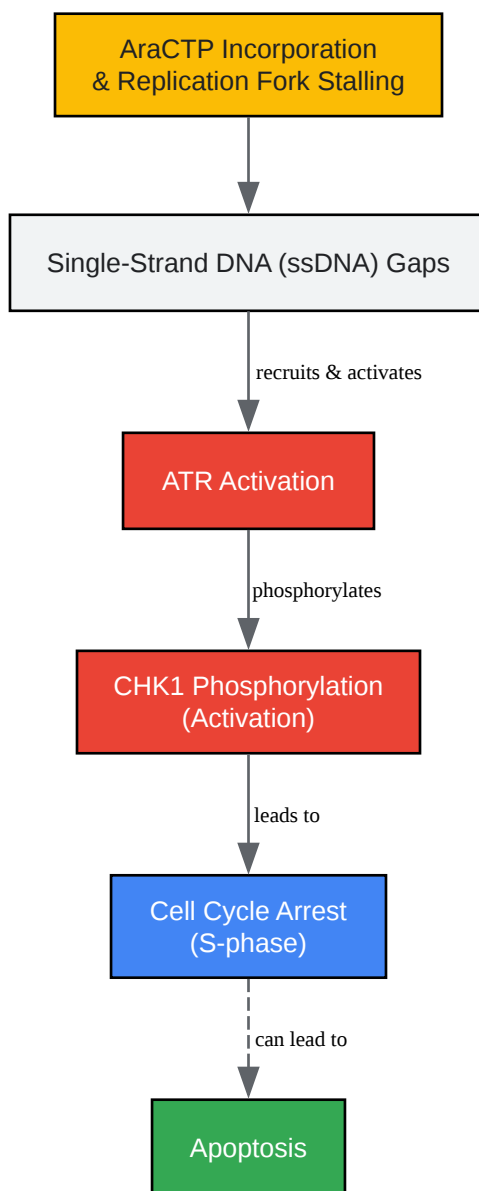 AraCTP Incorporation
& Replication Fork Stalling
Single-Strand DNA (ssDNA) Gaps
recruits & activates
ATR Activation
phosphorylates
CHK1 Phosphorylation
(Activation)
leads to
Cell Cycle Arrest
(S-phase)
can lead to
Apoptosis